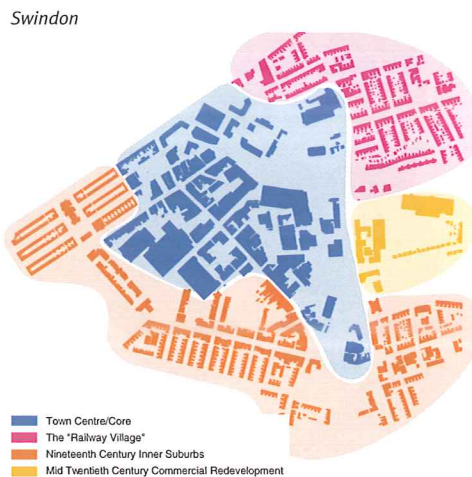 Swindon
Town Centre/Core
The "Railway Village"
Nineteenth Century Inner Suburbs
Mid Twentieth Century Commercial Redevelopment